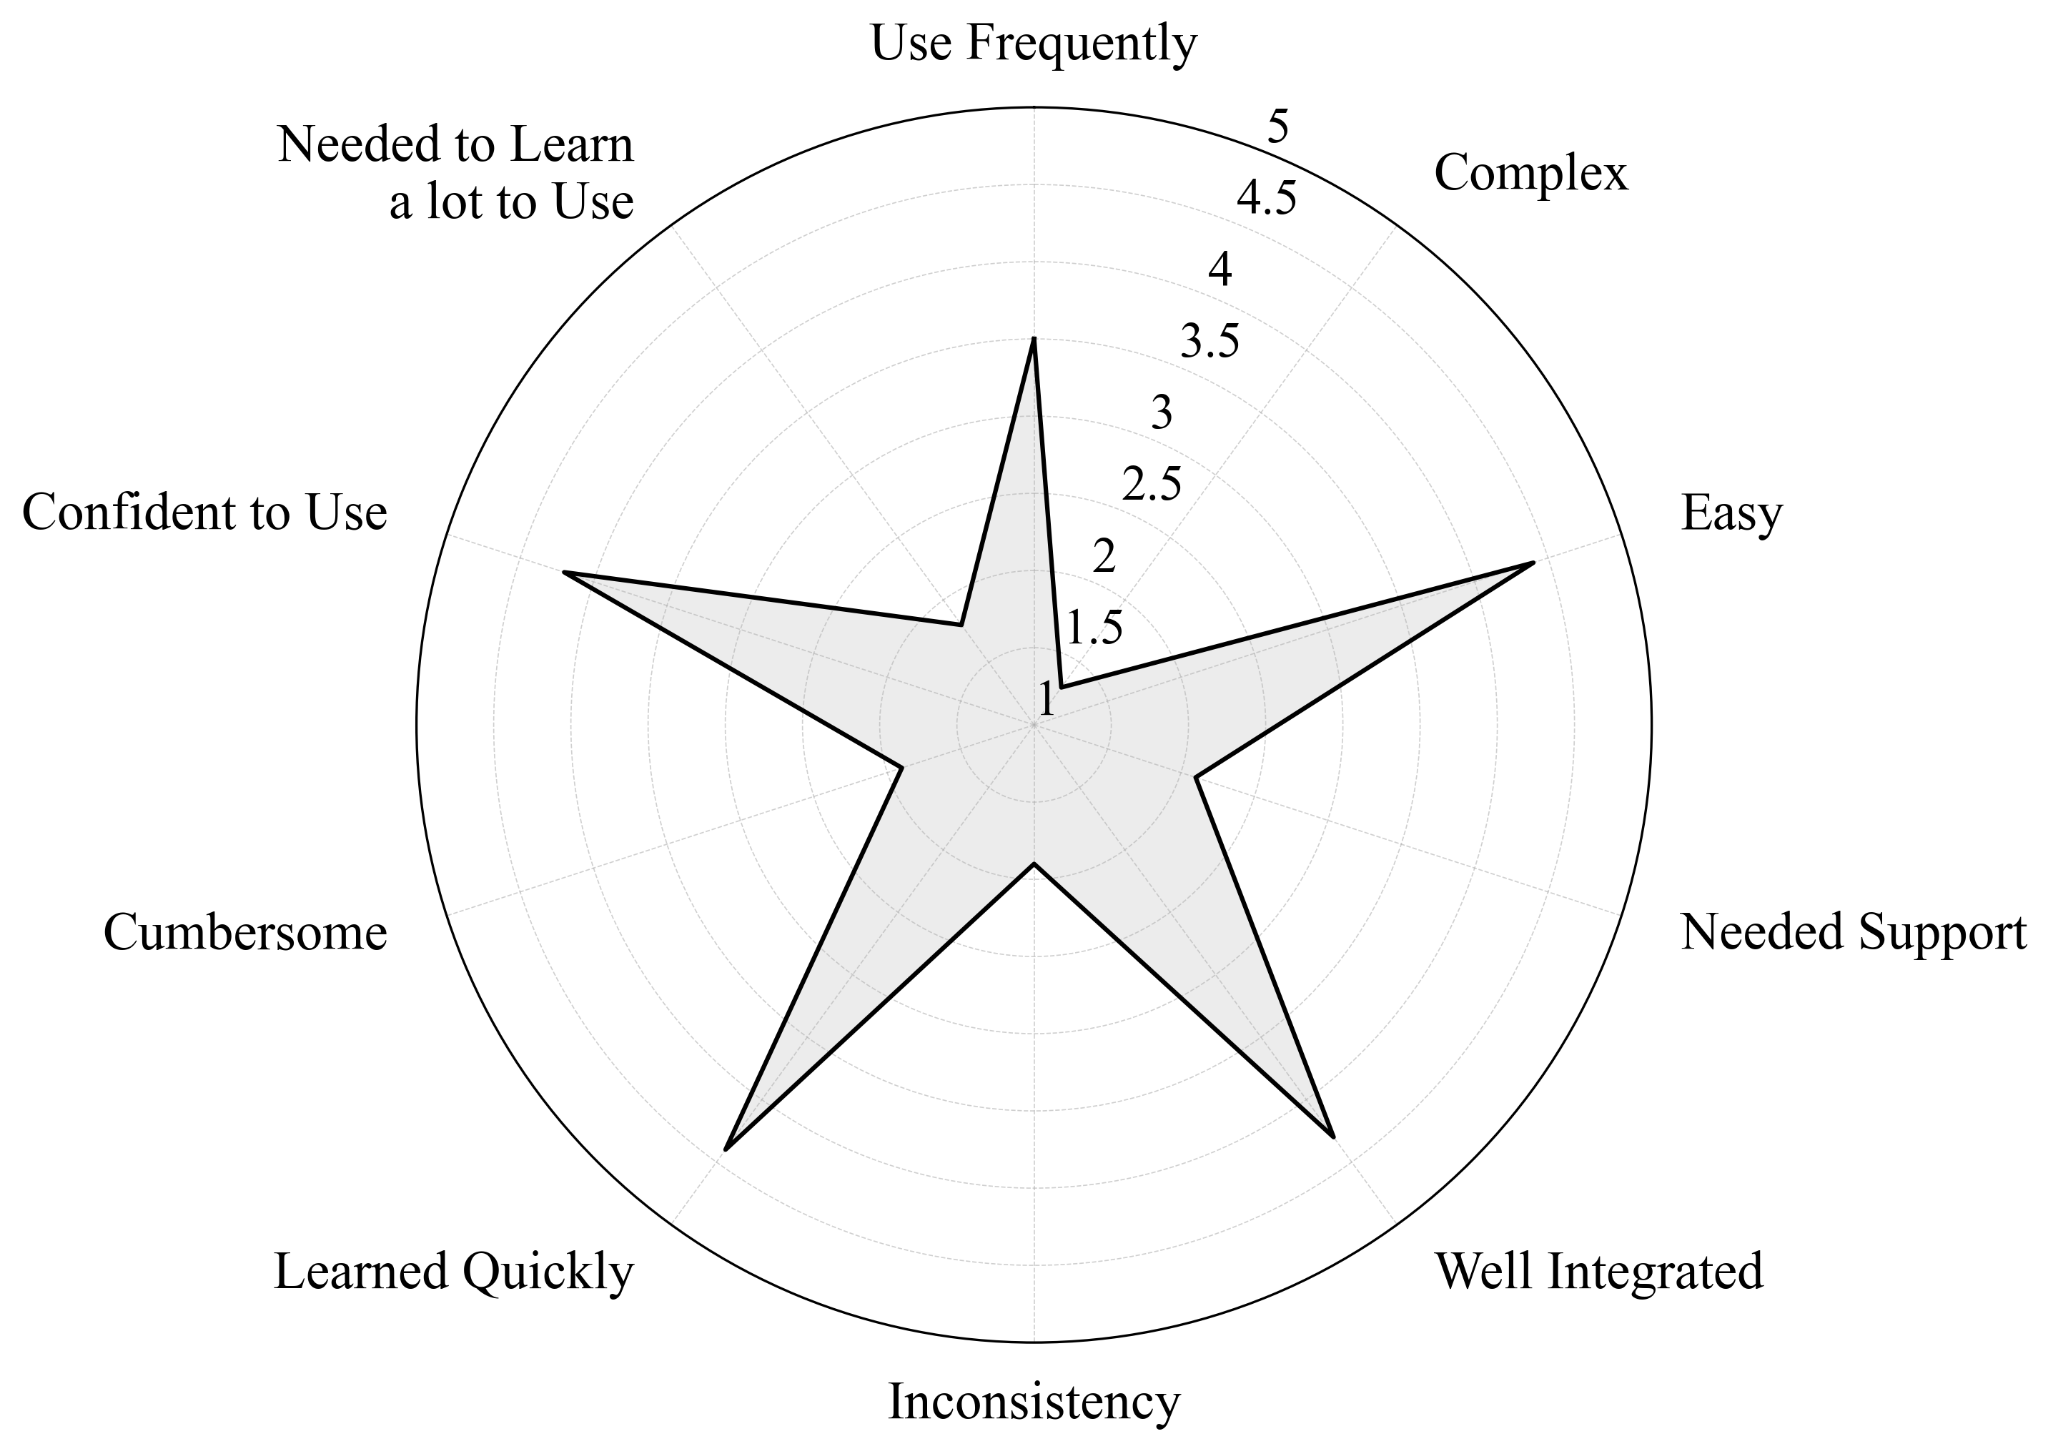 Use Frequently
5
Needed to Learn
a lot to Use
Complex
4.5
4
3.5
3
2.5
Confident to Use
Easy
2
1.5
1
Cumbersome
Needed Support
Learned Quickly
Well Integrated
Inconsistency